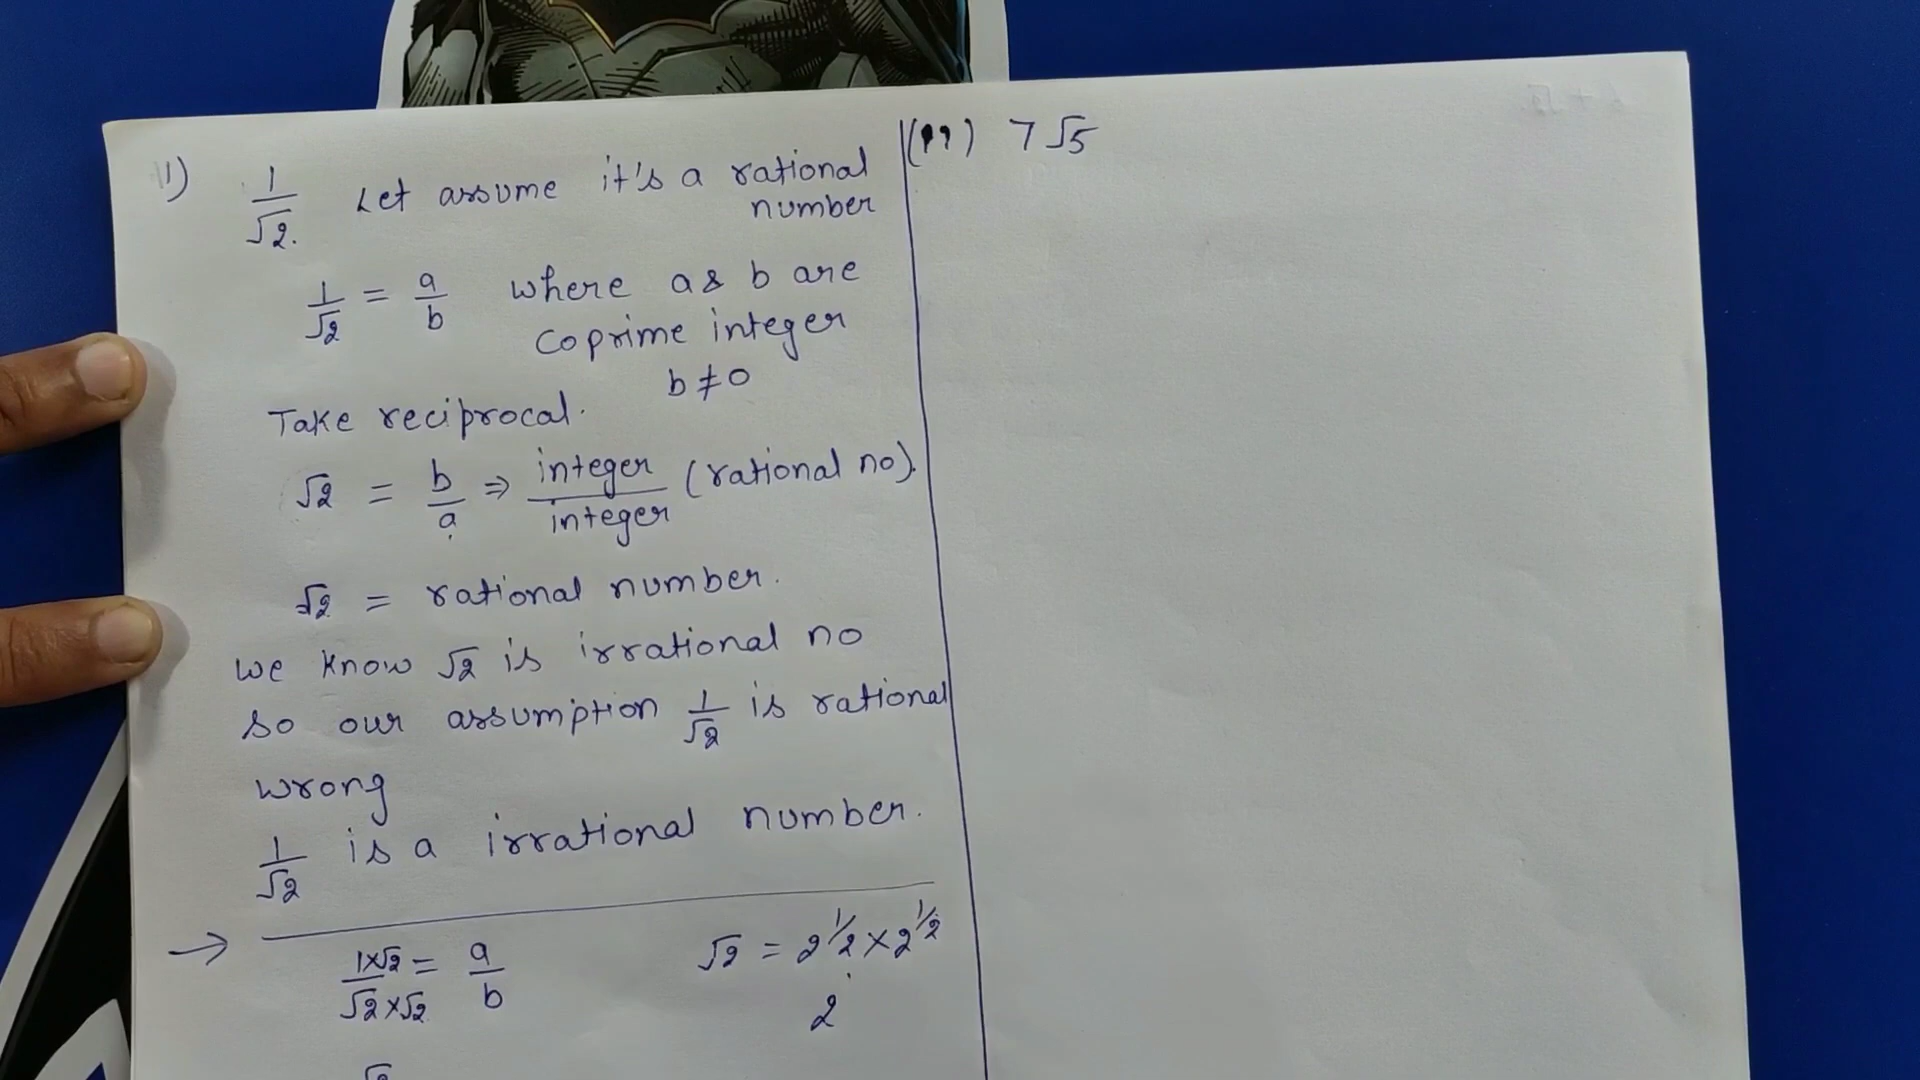 1)
1/√2. Let assume it's a rational
number
1/√2 = a/b where a & b are
coprime integer
b ≠ 0
Take reciprocal.
√2 = b/a ⇒ integer/integer (rational no).
√2 = rational number.
We know √2 is irrational no
so our assumption 1/√2 is rational
wrong
1/√2 is a irrational number.
→ 1×√2/√2×√2 = a/b
√2 = 2^1/2 × 2^1/2
2
√2
(ii) 7√5